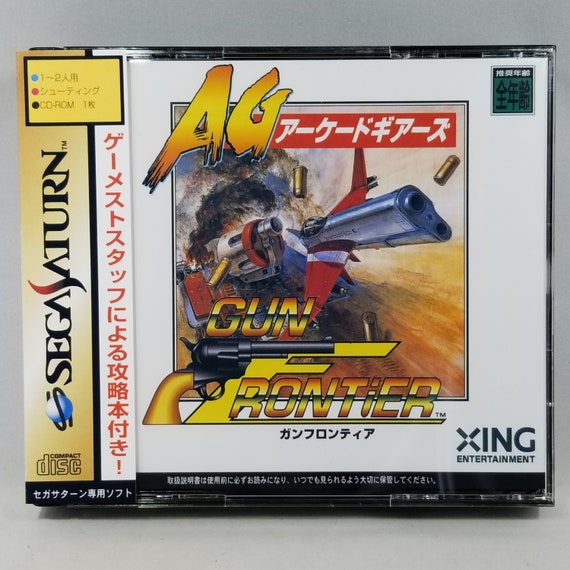 1〜2人用
シューティング
CD-ROM 1枚
SEGA SATURN™
ゲーメストスタッフによる攻略本付き!
COMPACT
disc
セガサターン専用ソフト
AG
アーケードギアーズ
推奨年齢
全年齢
GUN
FRONTiER™
ガンフロンティア
XING
ENTERTAINMENT
取扱説明書は使用前に必ずお読みになり、いつでも見られるよう大切に保管してください。